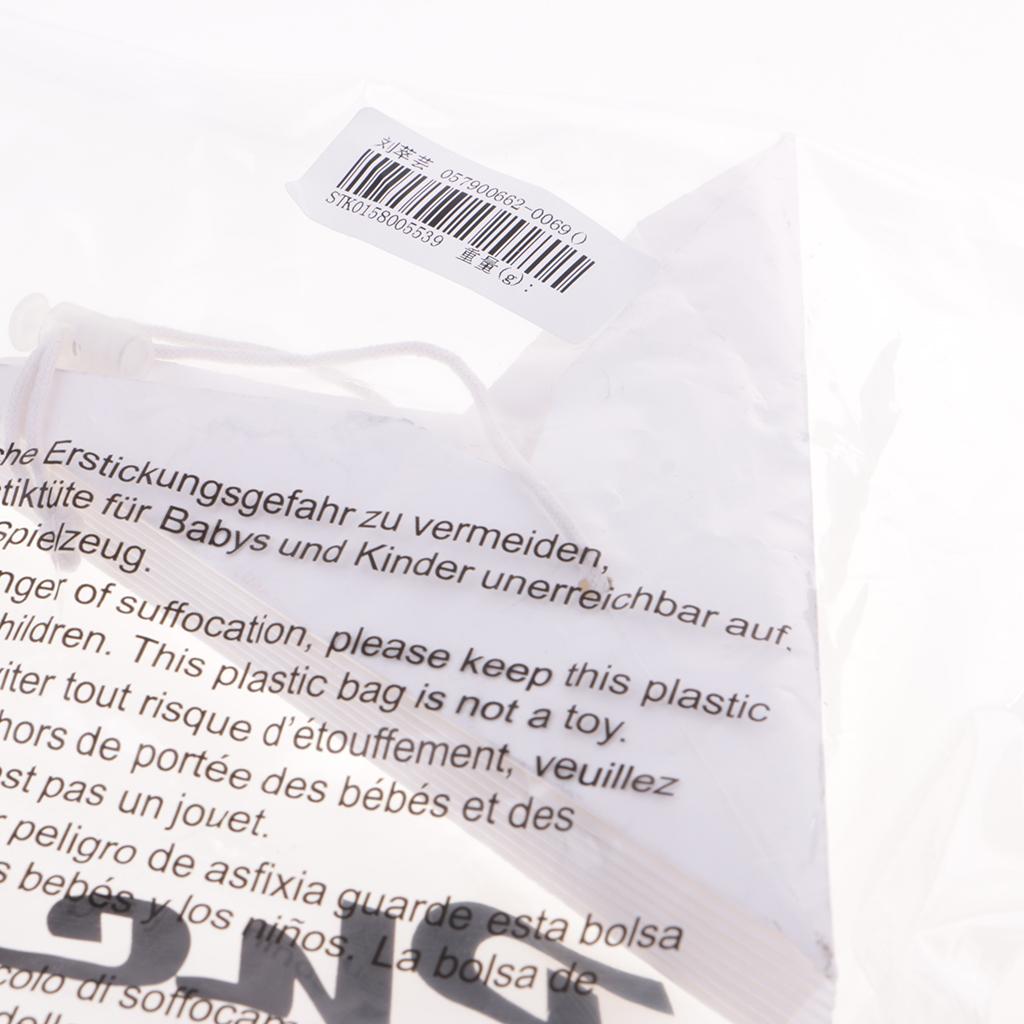 刘萃芸 057900662-0069()
STK0158005539 重量(g):
che Erstickungsgefahr zu vermeiden,
stiktüte für Babys und Kinder unerreichbar auf.
Spielzeug.
nger of suffocation, please keep this plastic
hildren. This plastic bag is not a toy.
viter tout risque d'étouffement, veuillez
hors de portée des bébés et des
est pas un jouet.
r peligro de asfixia guarde esta bolsa
s bebés y los niños. La bolsa de
colo di soffocam